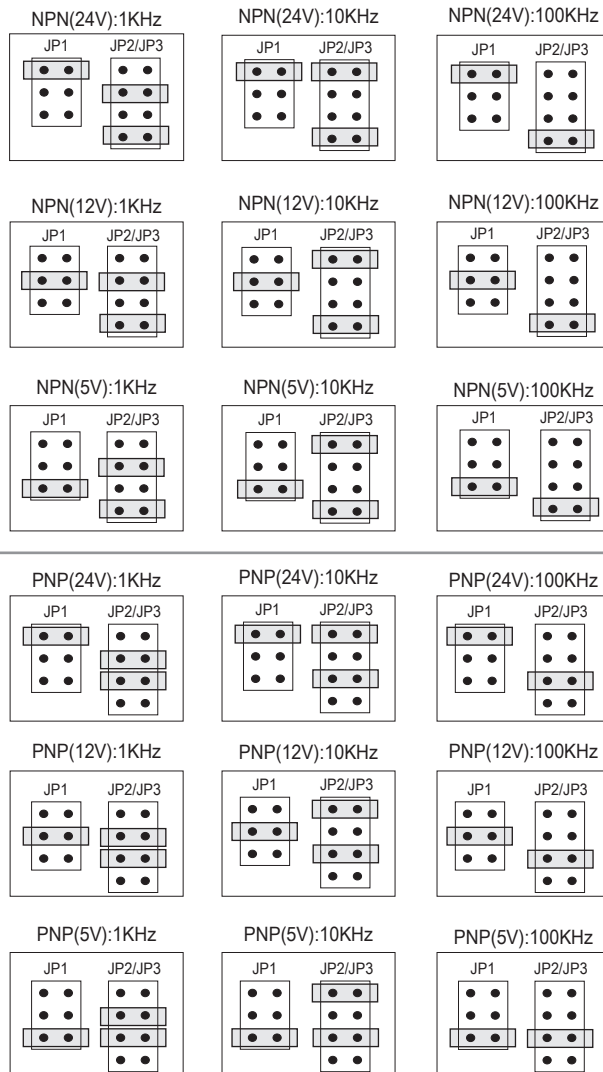 NPN(24V):1KHz NPN(24V):10KHz NPN(24V):100KHz
JP1 JP2/JP3 JP1 JP2/JP3 JP1 JP2/JP3
NPN(12V):1KHz NPN(12V):10KHz NPN(12V):100KHz
JP1 JP2/JP3 JP1 JP2/JP3 JP1 JP2/JP3
NPN(5V):1KHz NPN(5V):10KHz NPN(5V):100KHz
JP1 JP2/JP3 JP1 JP2/JP3 JP1 JP2/JP3
PNP(24V):1KHz PNP(24V):10KHz PNP(24V):100KHz
JP1 JP2/JP3 JP1 JP2/JP3 JP1 JP2/JP3
PNP(12V):1KHz PNP(12V):10KHz PNP(12V):100KHz
JP1 JP2/JP3 JP1 JP2/JP3 JP1 JP2/JP3
PNP(5V):1KHz PNP(5V):10KHz PNP(5V):100KHz
JP1 JP2/JP3 JP1 JP2/JP3 JP1 JP2/JP3